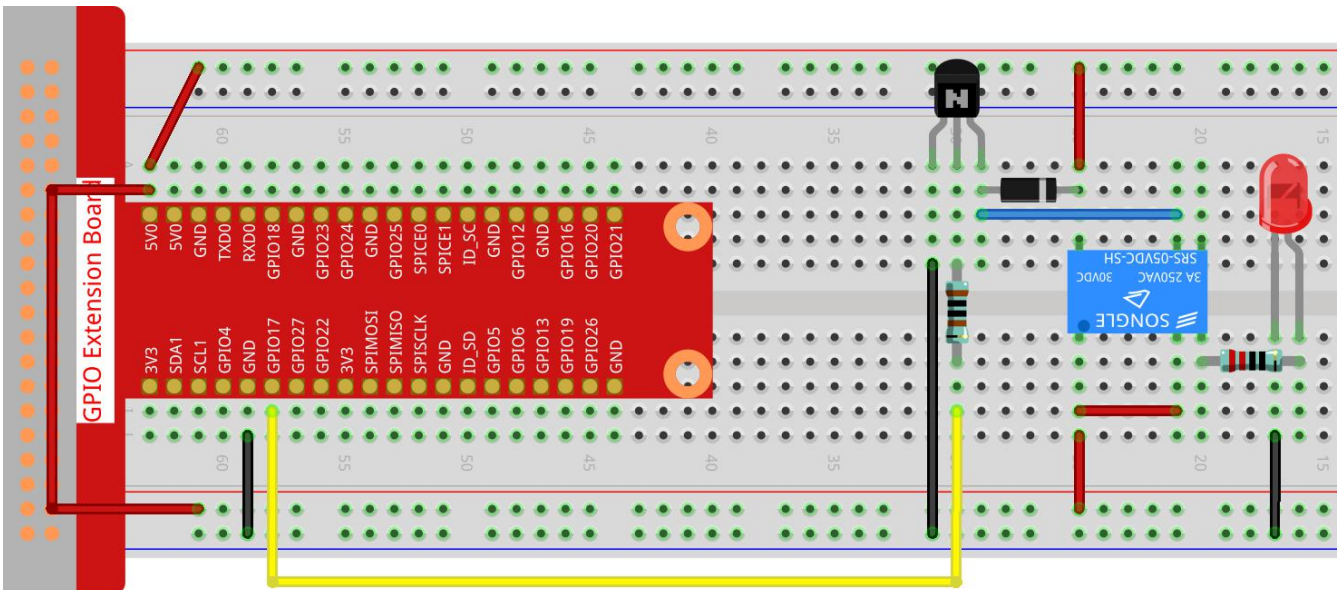 GPIO Extension Board
5V0
5V0
GND
TXD0
RXD0
GPIO18
GND
GPIO23
GPIO24
GND
GPIO25
SPICE0
SPICE1
ID_SC
GND
GPIO12
GND
GPIO16
GPIO20
GPIO21
3V3
SDA1
SCL1
GPIO4
GND
GPIO17
GPIO27
GPIO22
3V3
SPIMOSI
SPIMISO
SPISCLK
GND
ID_SD
GPIO5
GPIO6
GPIO13
GPIO19
GPIO26
GND
60
55
50
45
40
35
20
15
N
SONGLE
3A 250VAC 30VDC
SRS-05VDC-SH
60
55
50
45
40
35
20
15